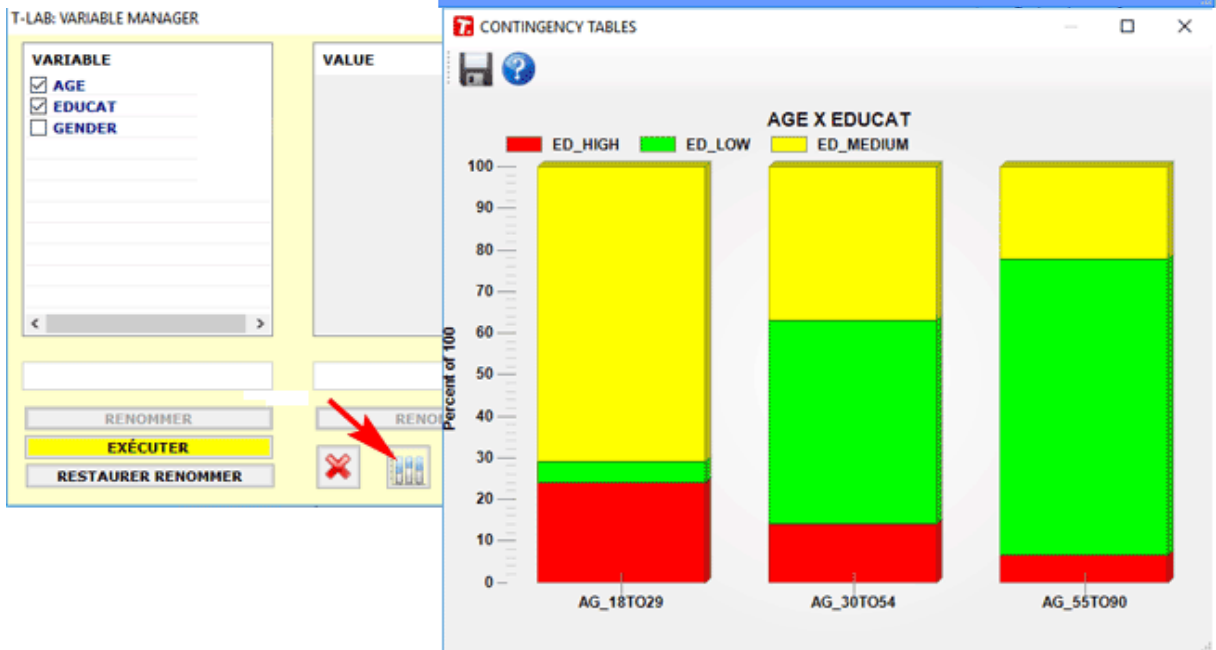 T-LAB: VARIABLE MANAGER
VARIABLE
AGE
EDUCAT
GENDER
VALUE
RENOMMER
EXÉCUTER
RESTAURER RENOMMER
CONTINGENCY TABLES
AGE X EDUCAT
ED_HIGH ED_LOW ED_MEDIUM
Percent of 100
100
90
80
70
60
50
40
30
20
10
0
AG_18TO29 AG_30TO54 AG_55TO90